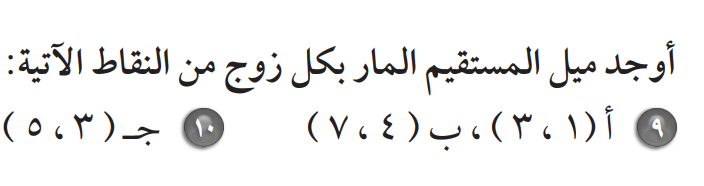 أوجد ميل المستقيم المار بكل زوج من النقاط الآتية:
٩ أ (١ ، ٣) ، ب (٤ ، ٧) ١٠ جـ (٣ ، ٥)